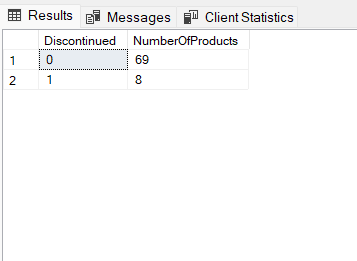 Results Messages Client Statistics
Discontinued NumberOfProducts
1 0 69
2 1 8